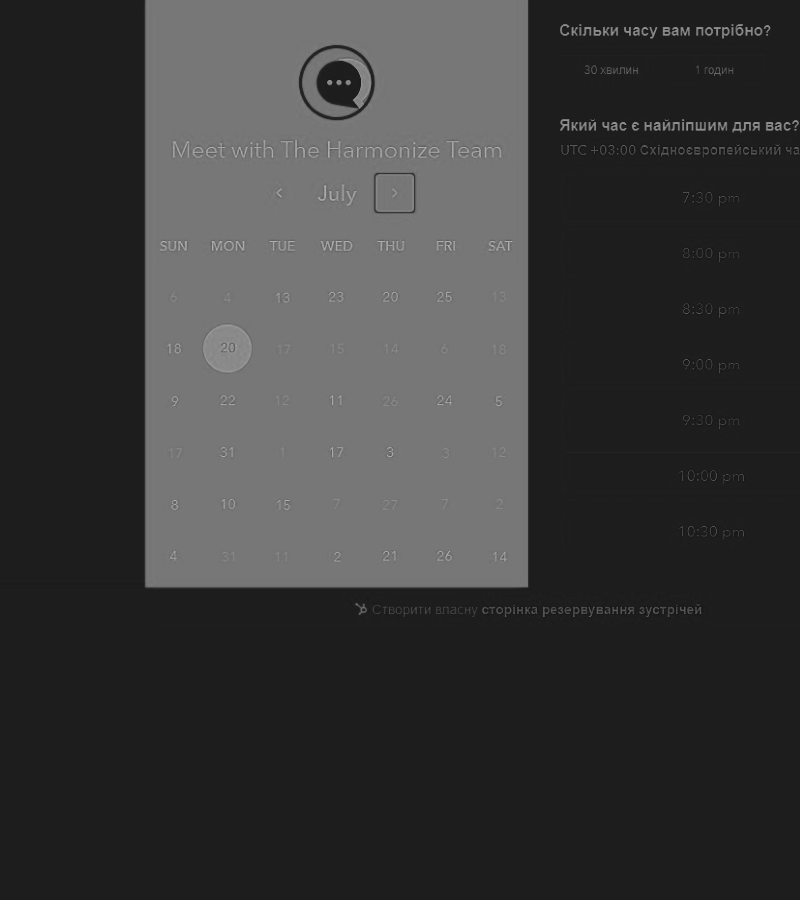 Meet with The Harmonize Team
July
SUN MON TUE WED THU FRI SAT
6 4 13 23 20 25 13
18 20 17 15 14 6 18
9 22 12 11 26 24 5
17 31 1 17 3 3 12
8 10 15 7 27 7 2
4 31 11 2 21 26 14
Скільки часу вам потрібно?
30 хвилин 1 годин
Який час є найліпшим для вас?
UTC +03:00 Східноєвропейський ча
7:30 pm
8:00 pm
8:30 pm
9:00 pm
9:30 pm
10:00 pm
10:30 pm
Створити власну сторінка резервування зустрічей